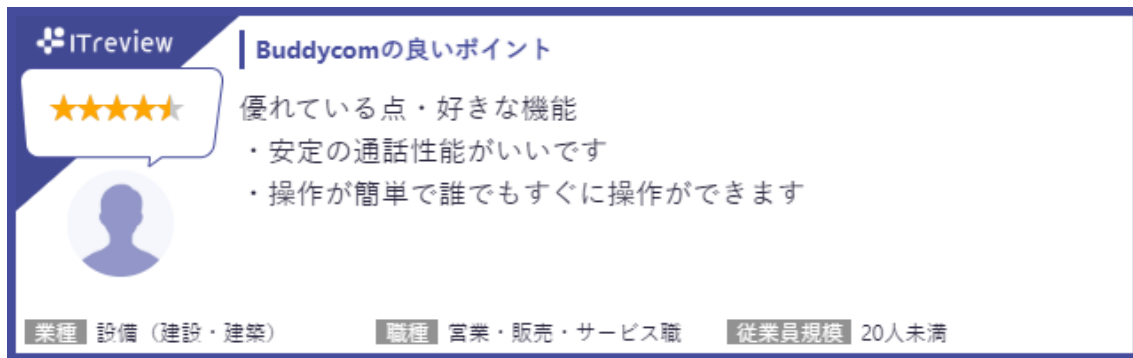 ITreview
Buddycomの良いポイント
優れている点・好きな機能
・安定の通話性能がいいです
・操作が簡単で誰でもすぐに操作ができます
業種 設備（建設・建築） 職種 営業・販売・サービス職 従業員規模 20人未満